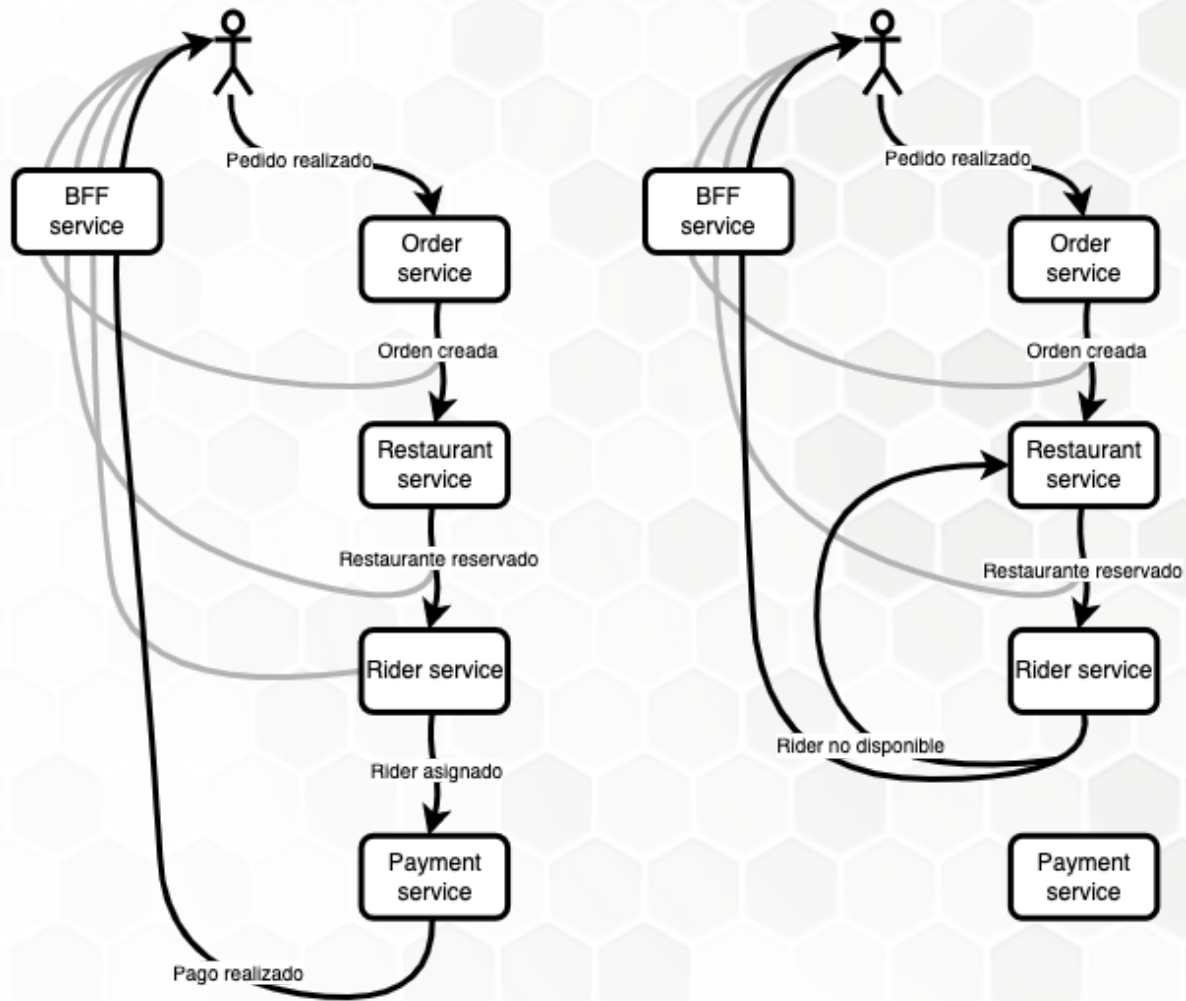 Pedido realizado
BFF
service
Order
service
Orden creada
Restaurant
service
Restaurante reservado
Rider service
Rider asignado
Payment
service
Pago realizado
Pedido realizado
BFF
service
Order
service
Orden creada
Restaurant
service
Restaurante reservado
Rider service
Rider no disponible
Payment
service